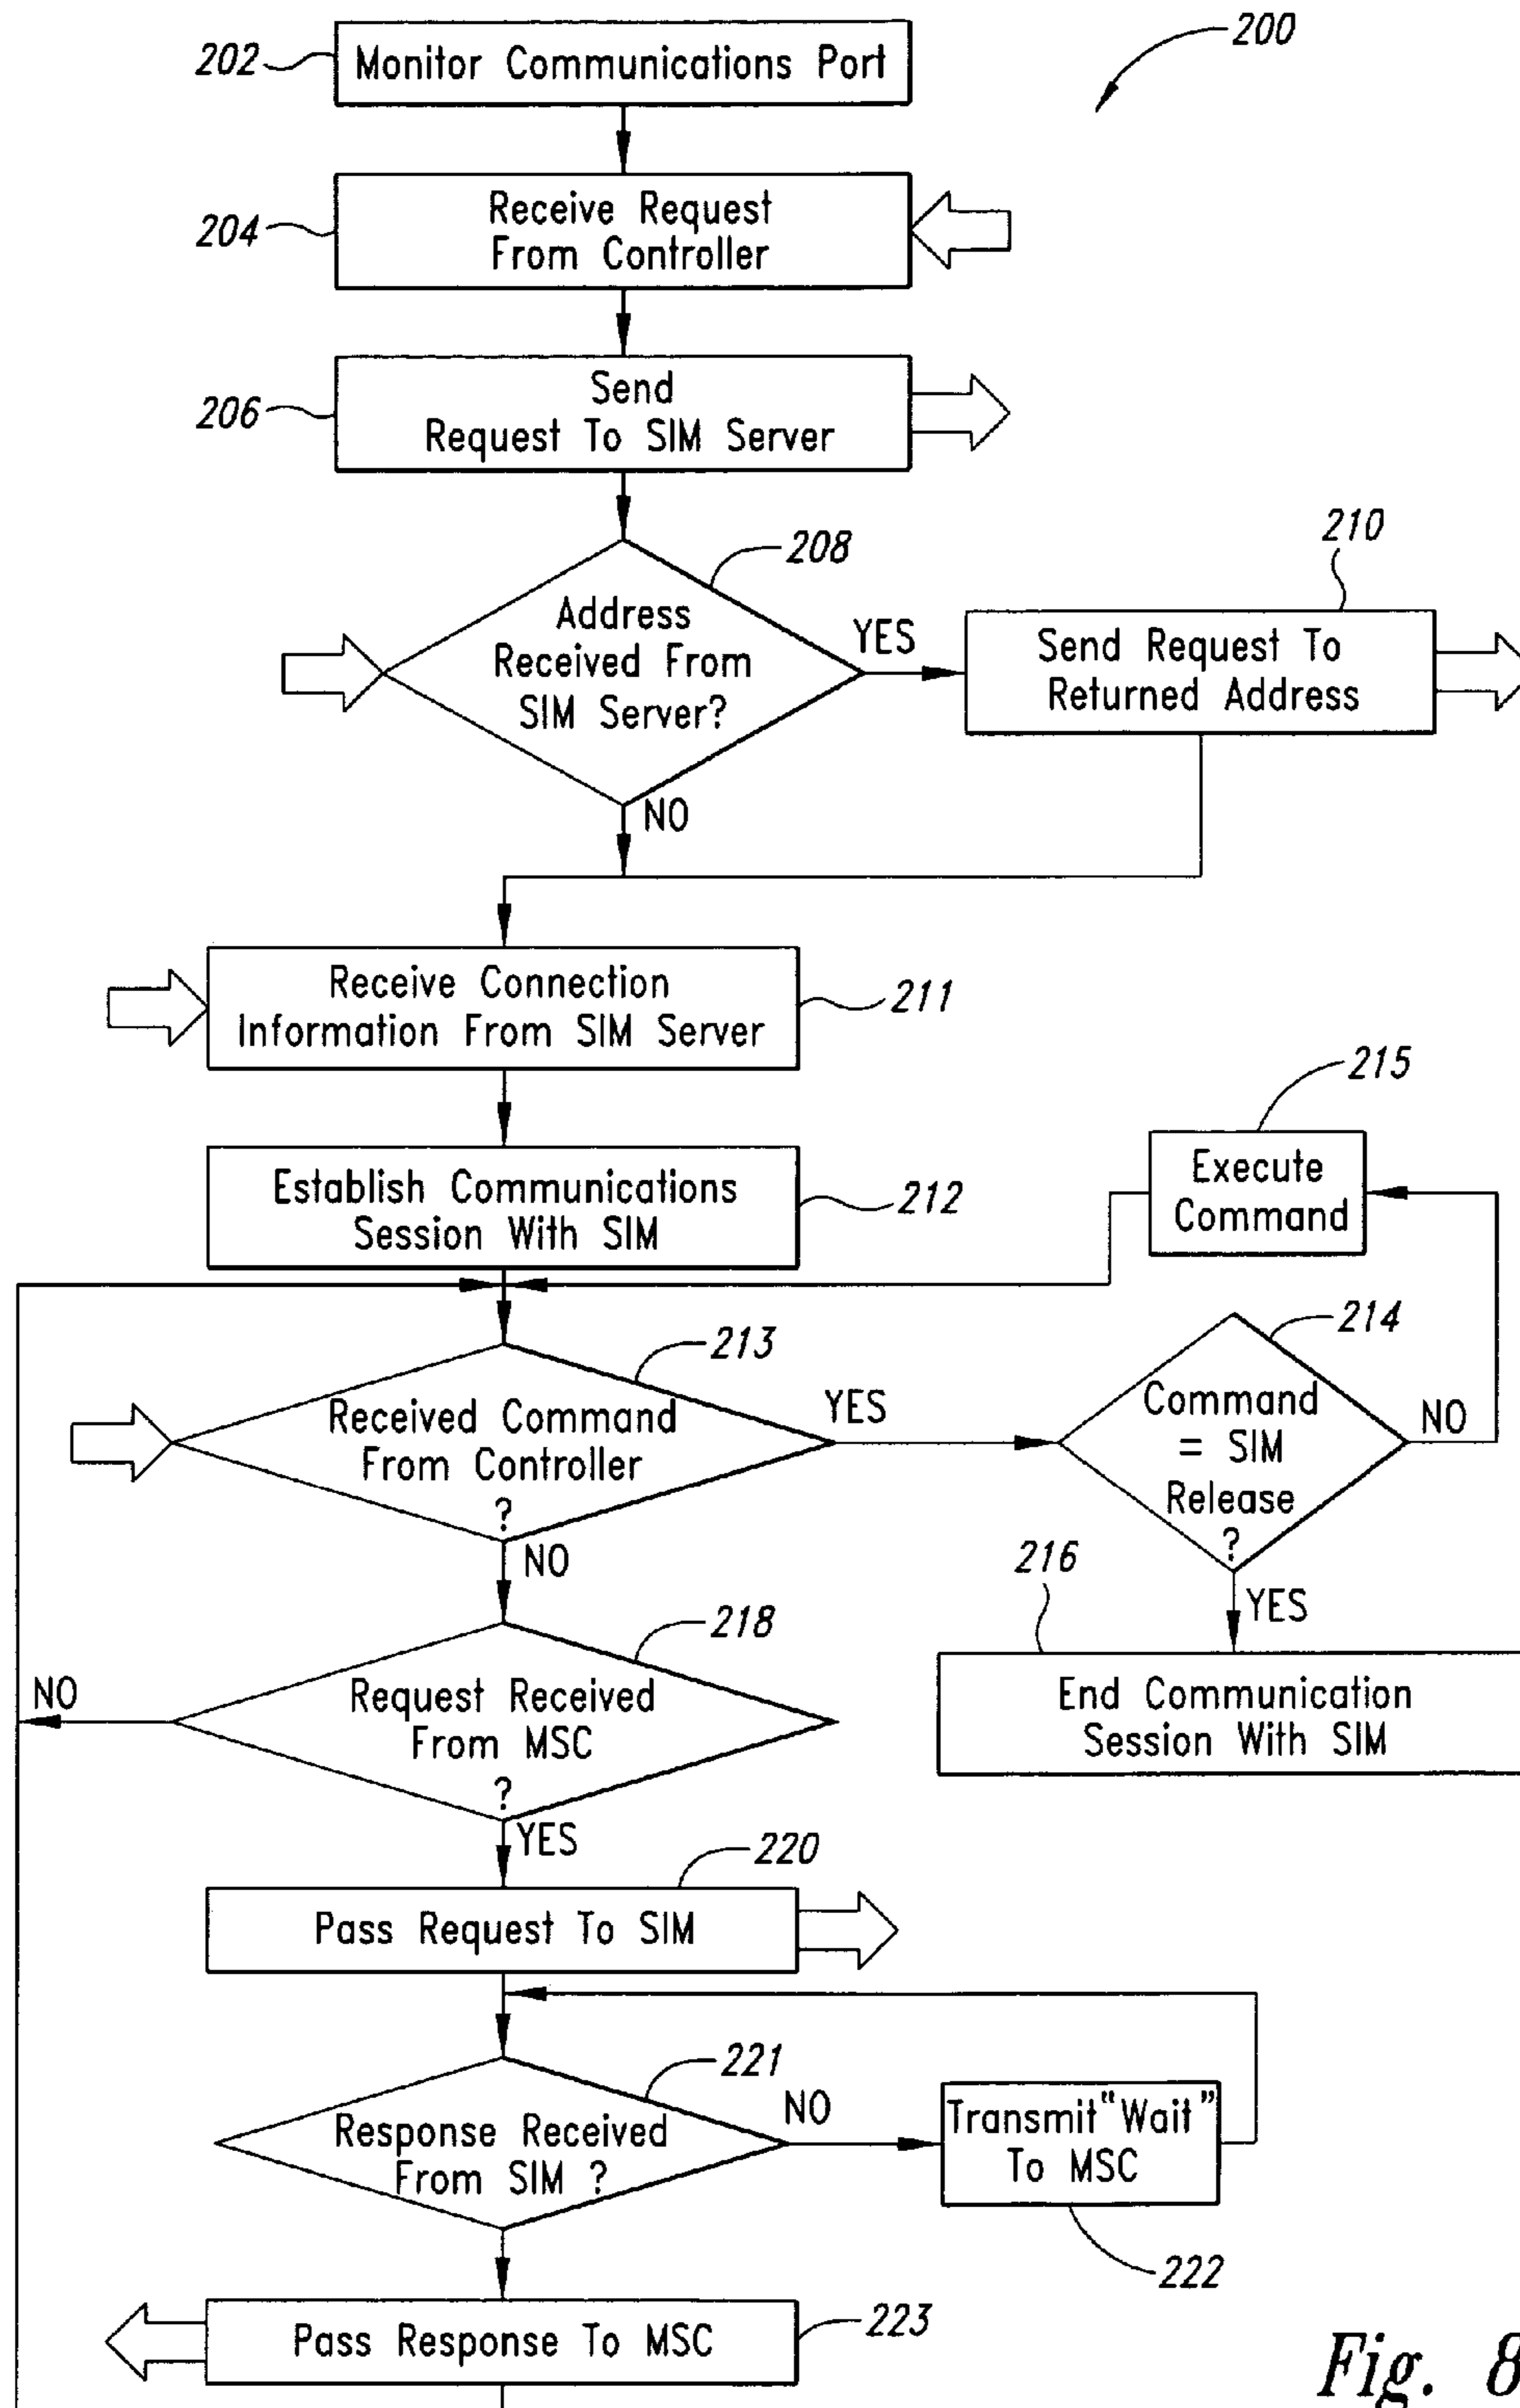 200
202
Monitor Communications Port
204
Receive Request
From Controller
206
Send
Request To SIM Server
208
Address
Received From
SIM Server?
YES
NO
210
Send Request To
Returned Address
Receive Connection
Information From SIM Server
211
Establish Communications
Session With SIM
212
215
Execute
Command
213
Received Command
From Controller
?
YES
NO
214
Command
= SIM
Release
?
NO
YES
216
End Communication
Session With SIM
218
Request Received
From MSC
?
NO
YES
220
Pass Request To SIM
221
Response Received
From SIM ?
NO
Transmit "Wait"
To MSC
222
Pass Response To MSC
223
Fig. 8